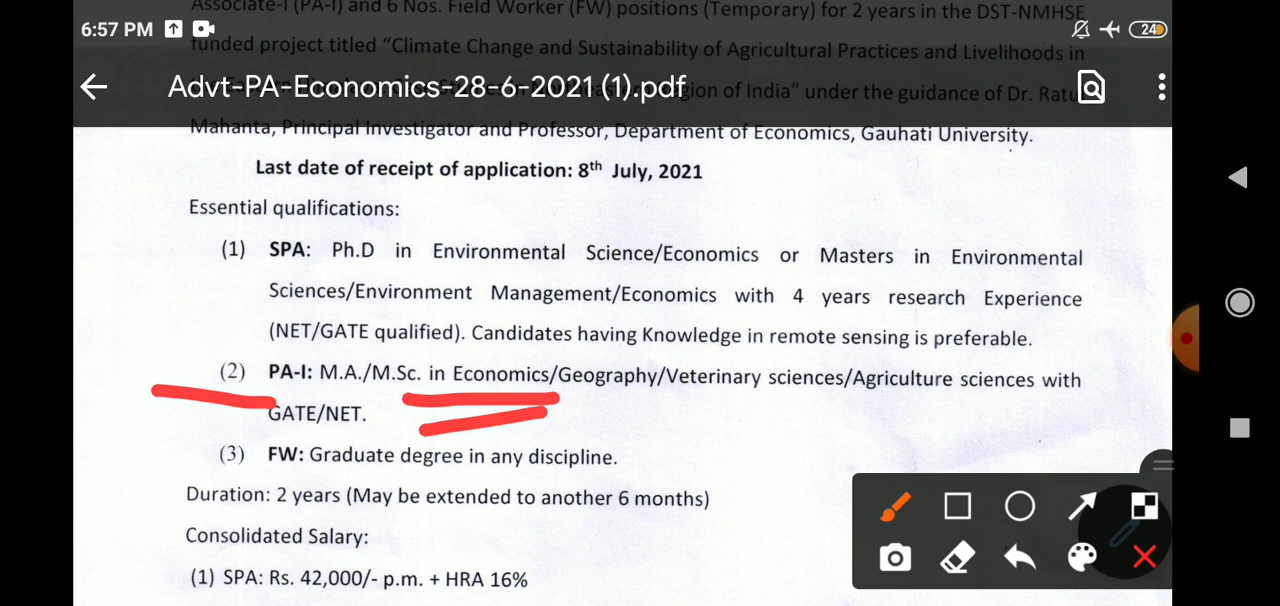 Associate-I (PA-I) and 6 Nos. Field Worker (FW) positions (Temporary) for 2 years in the DST-NMHSE
6:57 PM 24
funded project titled “Climate Change and Sustainability of Agricultural Practices and Livelihoods in
Advt-PA-Economics-28-6-2021 (1).pdf
region of India” under the guidance of Dr. Ratul
Mahanta, Principal Investigator and Professor, Department of Economics, Gauhati University.
Last date of receipt of application: 8th July, 2021
Essential qualifications:
(1) SPA: Ph.D in Environmental Science/Economics or Masters in Environmental
Sciences/Environment Management/Economics with 4 years research Experience
(NET/GATE qualified). Candidates having Knowledge in remote sensing is preferable.
(2) PA-I: M.A./M.Sc. in Economics/Geography/Veterinary sciences/Agriculture sciences with
GATE/NET.
(3) FW: Graduate degree in any discipline.
Duration: 2 years (May be extended to another 6 months)
Consolidated Salary:
(1) SPA: Rs. 42,000/- p.m. + HRA 16%